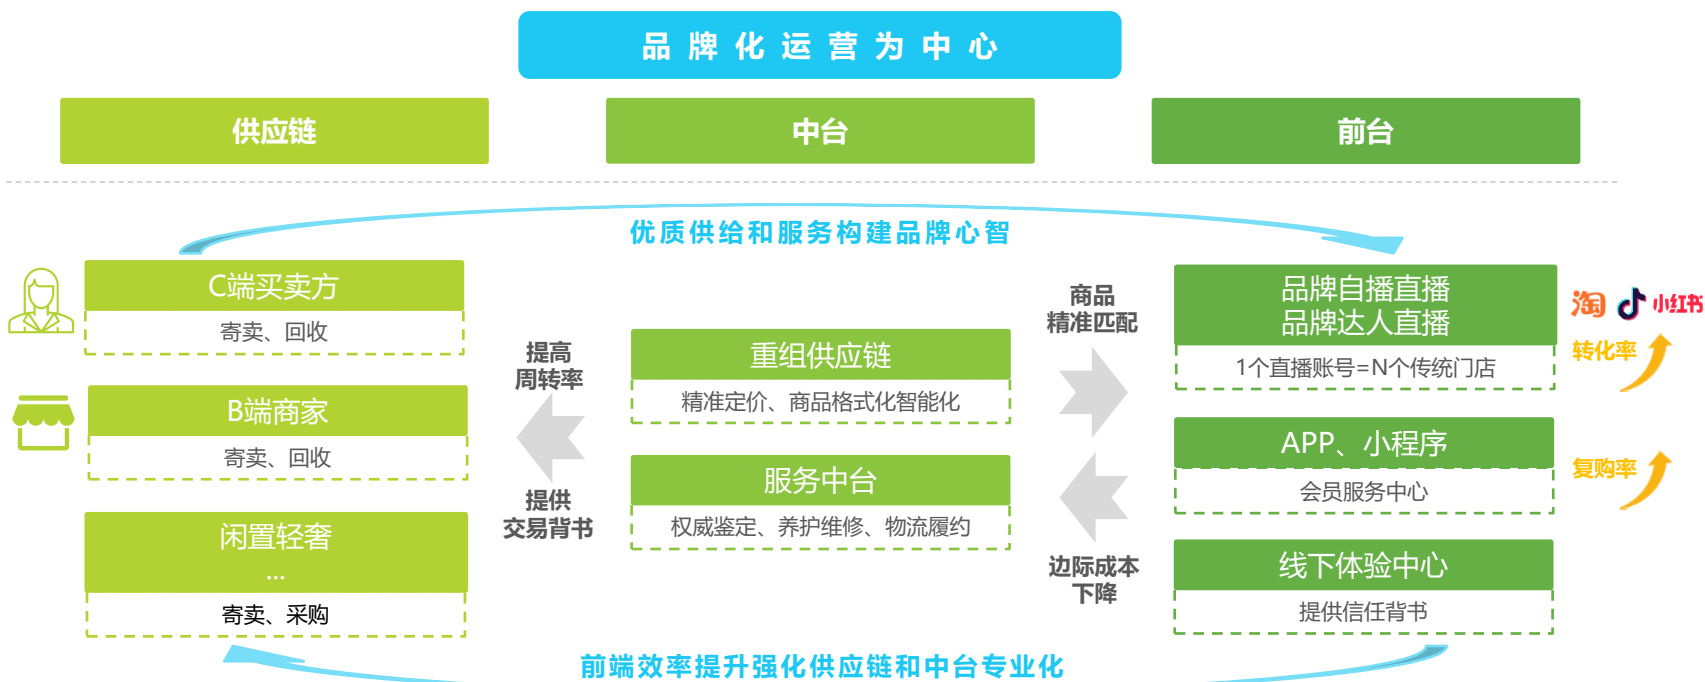 品牌化运营为中心
供应链
中台
前台
优质供给和服务构建品牌心智
C端买卖方
寄卖、回收
B端商家
寄卖、回收
闲置轻奢
...
寄卖、采购
提高
周转率
提供
交易背书
重组供应链
精准定价、商品格式化智能化
服务中台
权威鉴定、养护维修、物流履约
商品
精准匹配
边际成本
下降
品牌自播直播
品牌达人直播
1个直播账号=N个传统门店
淘
小红书
转化率
APP、小程序
会员服务中心
复购率
线下体验中心
提供信任背书
前端效率提升强化供应链和中台专业化